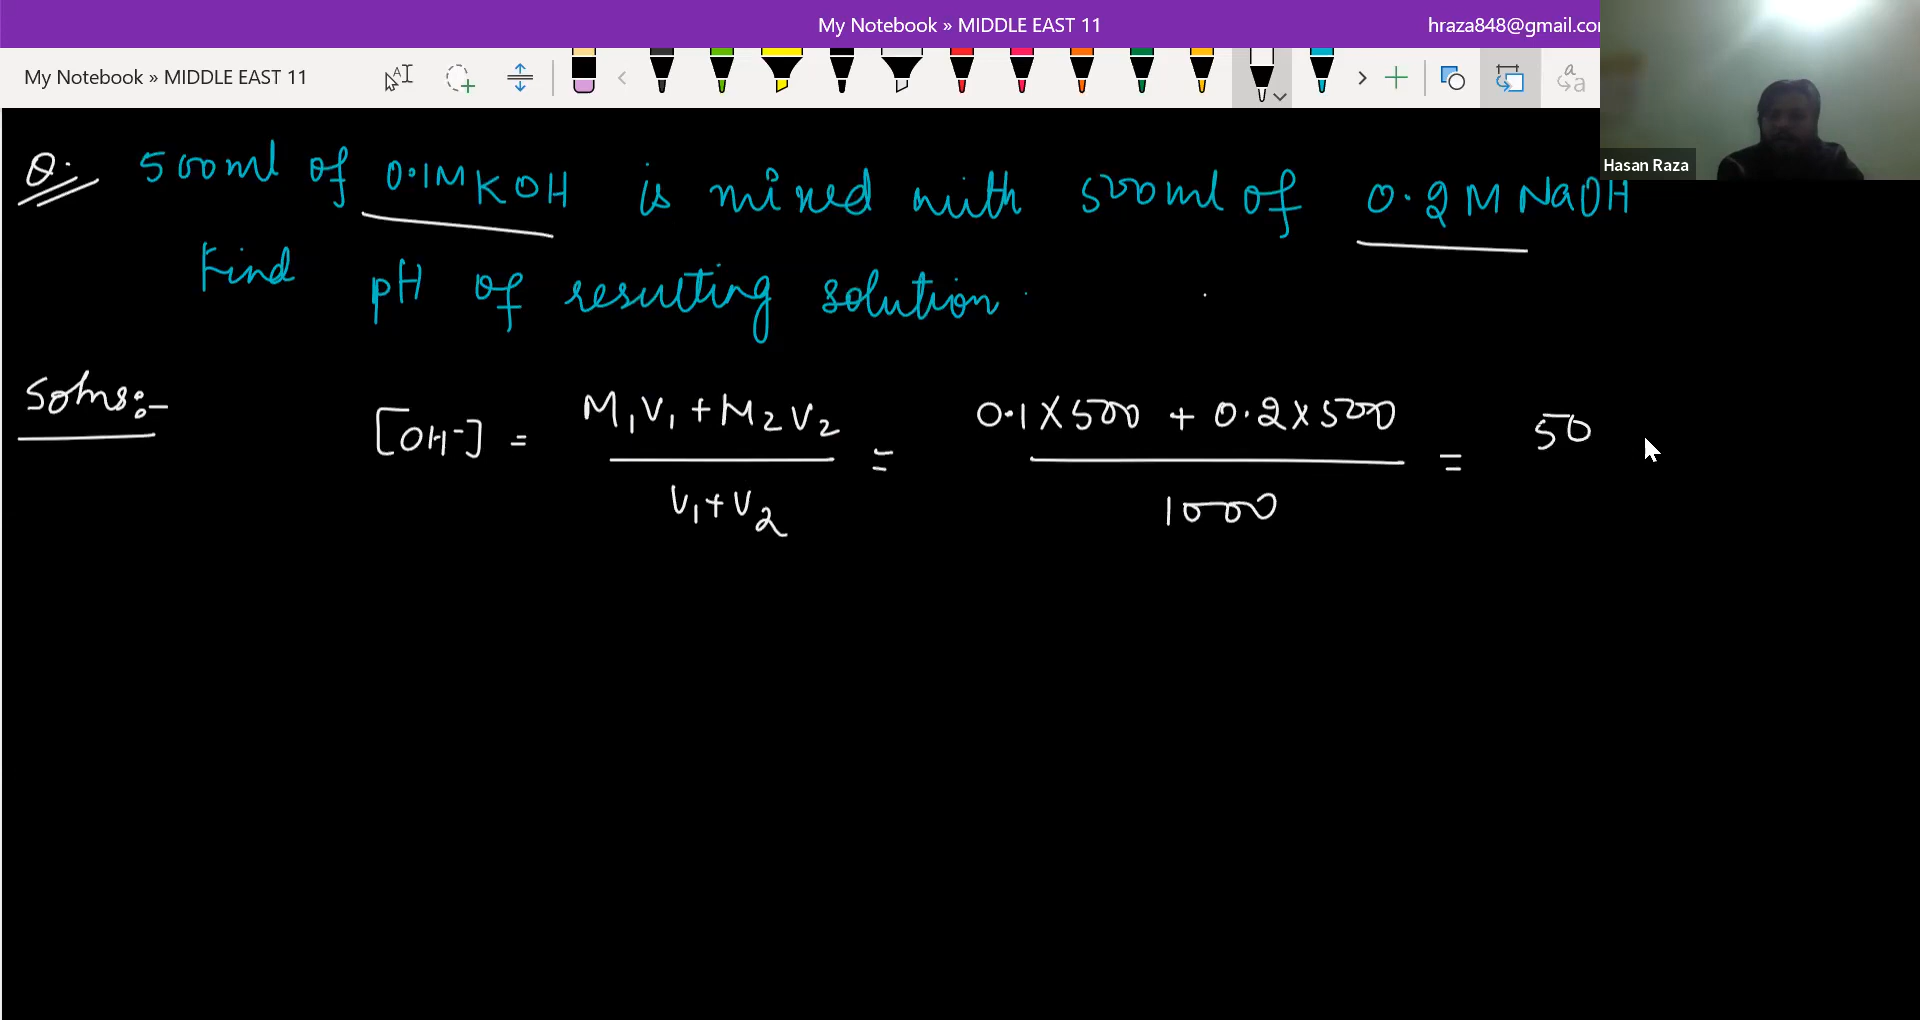 My Notebook » MIDDLE EAST 11
hraza848@gmail.co
My Notebook » MIDDLE EAST 11
Hasan Raza
Q:- 500ml of 0.1M KOH is mixed with 500ml of 0.2 M NaOH
Find pH of resulting solution.
Solns:-
[OH-] = M1V1 + M2V2 / V1 + V2 = 0.1 X 500 + 0.2 X 500 / 1000 = 50